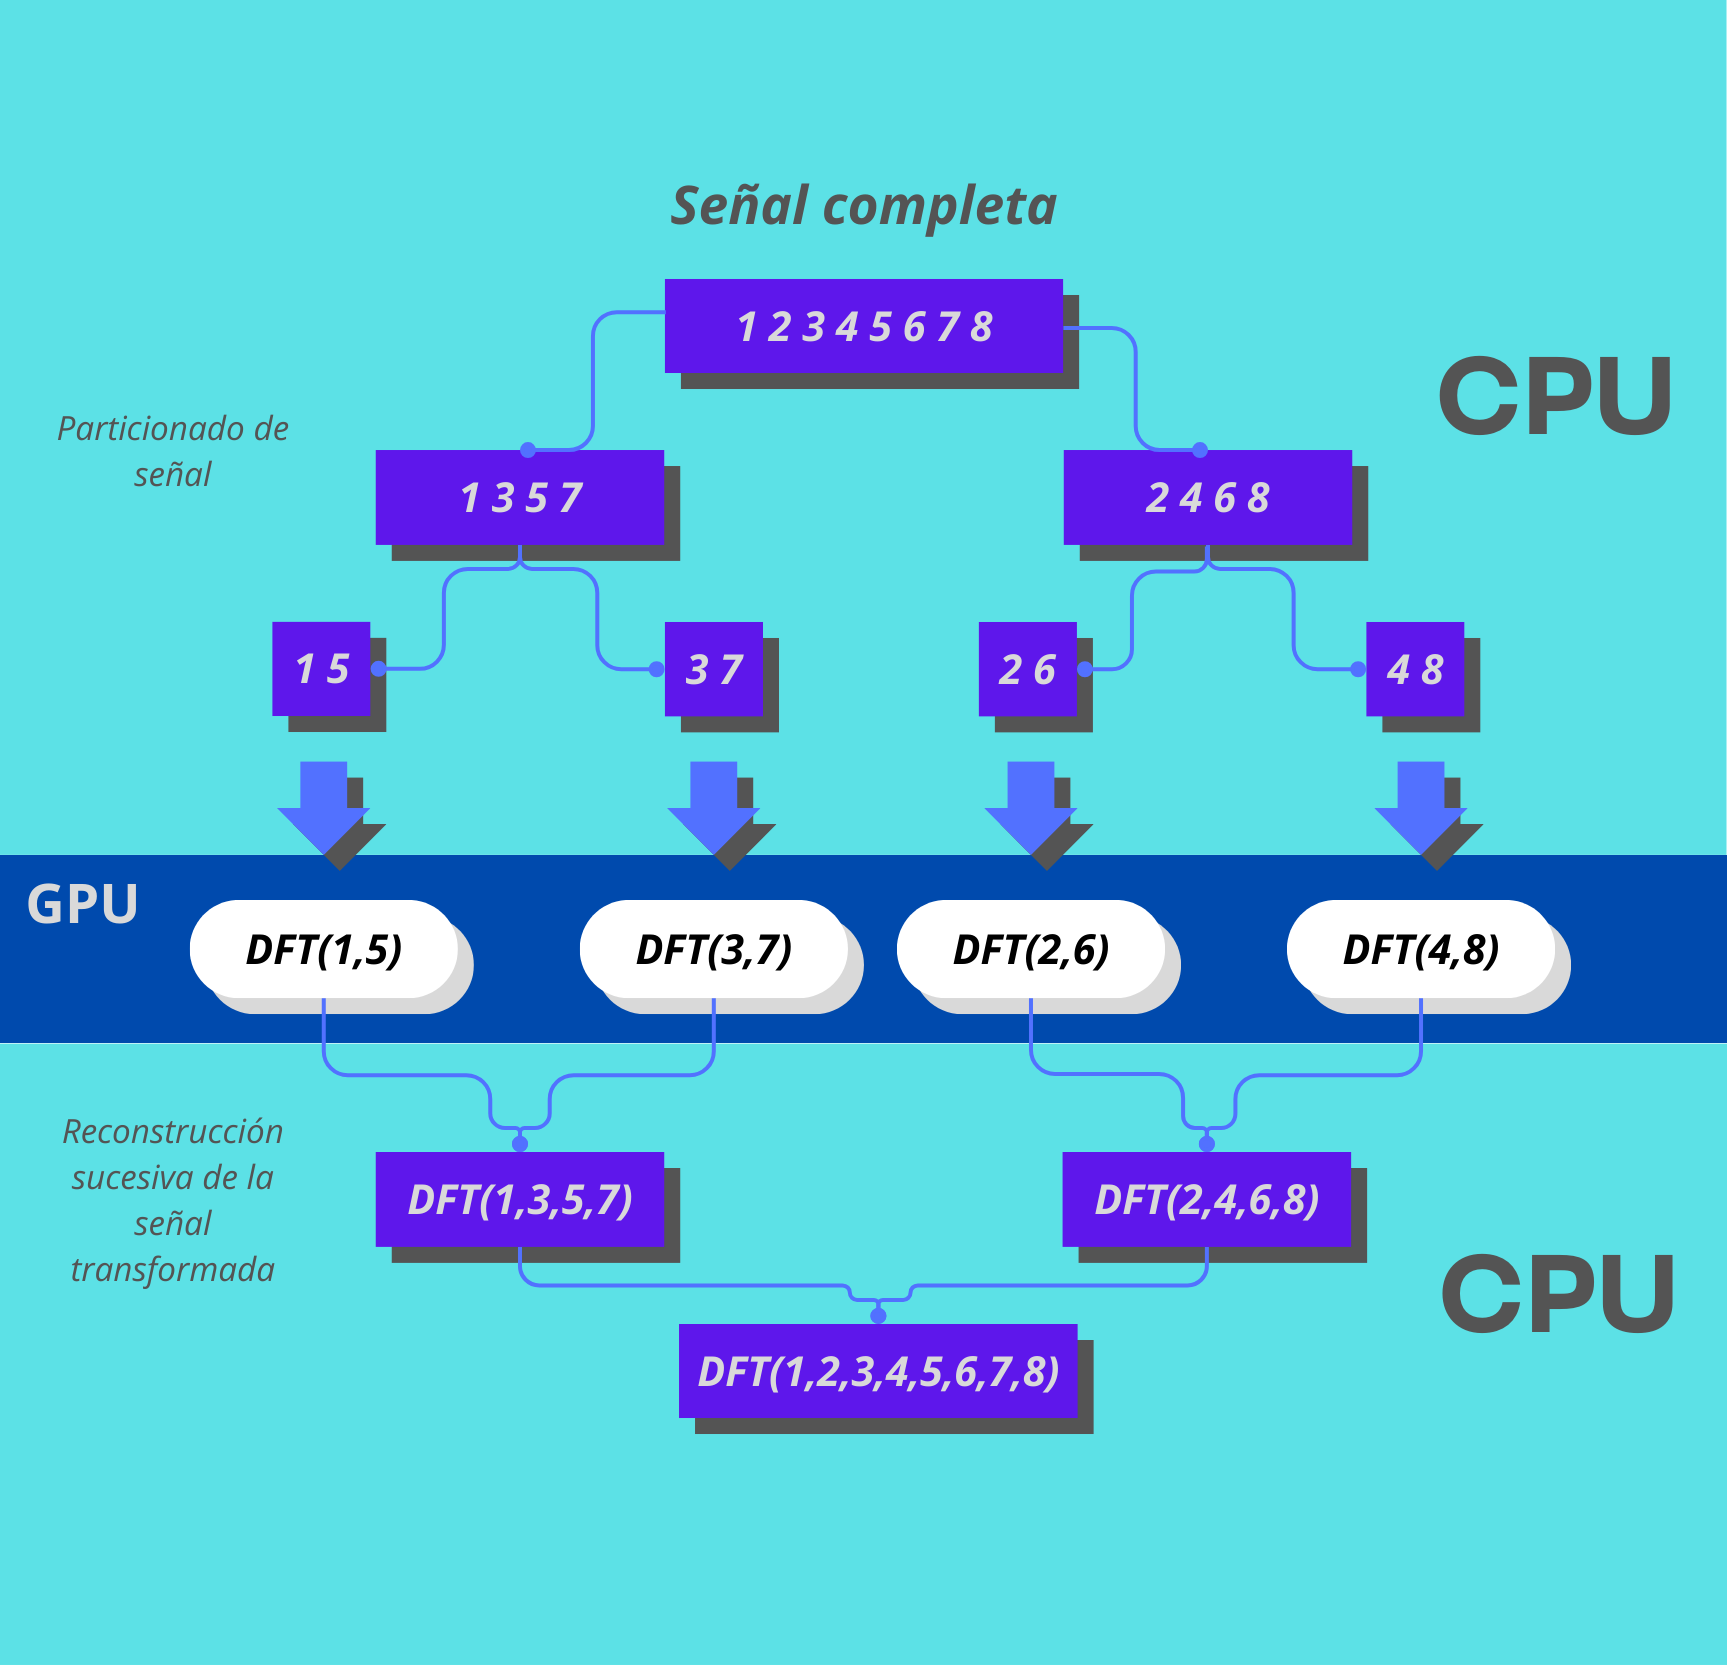 Señal completa
1 2 3 4 5 6 7 8
CPU
Particionado de
señal
1 3 5 7
2 4 6 8
1 5
3 7
2 6
4 8
GPU
DFT(1,5)
DFT(3,7)
DFT(2,6)
DFT(4,8)
Reconstrucción
sucesiva de la
señal
transformada
DFT(1,3,5,7)
DFT(2,4,6,8)
CPU
DFT(1,2,3,4,5,6,7,8)